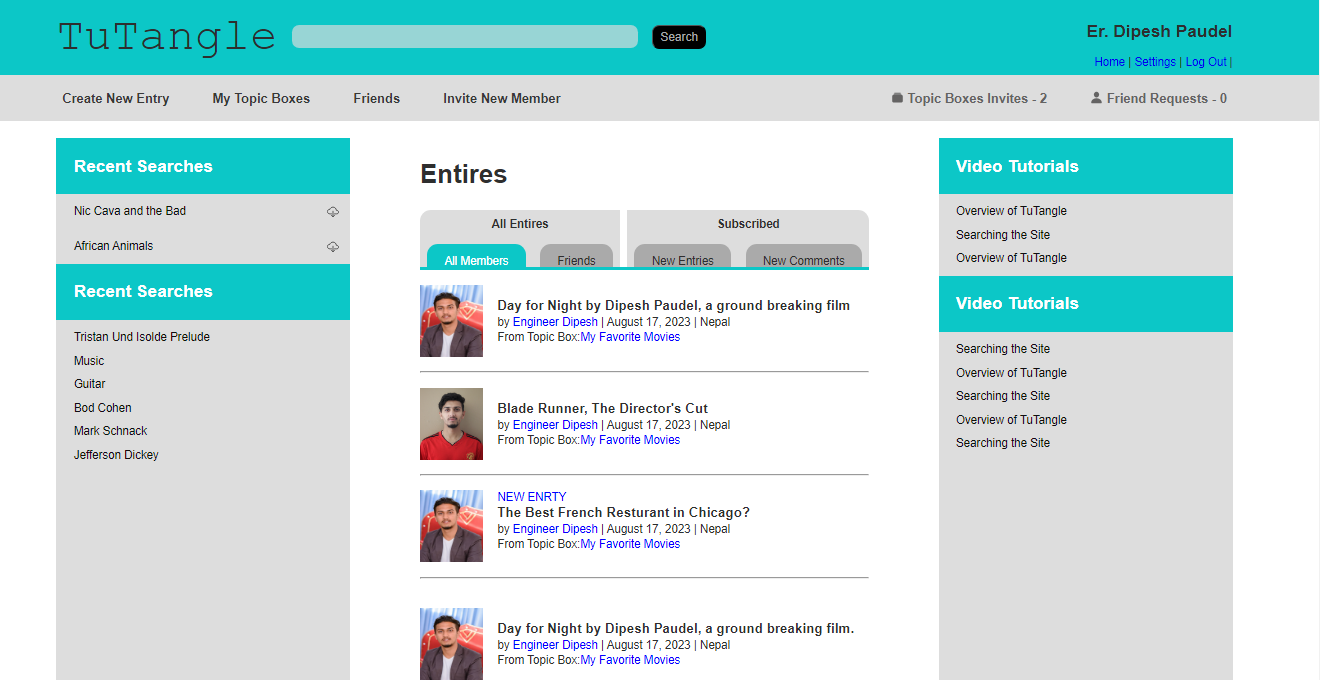 TuTangle
Search
Er. Dipesh Paudel
Home | Settings | Log Out |
Create New Entry
My Topic Boxes
Friends
Invite New Member
Topic Boxes Invites - 2
Friend Requests - 0
Recent Searches
Nic Cava and the Bad
African Animals
Recent Searches
Tristan Und Isolde Prelude
Music
Guitar
Bod Cohen
Mark Schnack
Jefferson Dickey
Entires
All Entires
Subscribed
All Members
Friends
New Entries
New Comments
Day for Night by Dipesh Paudel, a ground breaking film
by Engineer Dipesh | August 17, 2023 | Nepal
From Topic Box:My Favorite Movies
Blade Runner, The Director's Cut
by Engineer Dipesh | August 17, 2023 | Nepal
From Topic Box:My Favorite Movies
NEW ENRTY
The Best French Resturant in Chicago?
by Engineer Dipesh | August 17, 2023 | Nepal
From Topic Box:My Favorite Movies
Day for Night by Dipesh Paudel, a ground breaking film.
by Engineer Dipesh | August 17, 2023 | Nepal
From Topic Box:My Favorite Movies
Video Tutorials
Overview of TuTangle
Searching the Site
Overview of TuTangle
Video Tutorials
Searching the Site
Overview of TuTangle
Searching the Site
Overview of TuTangle
Searching the Site